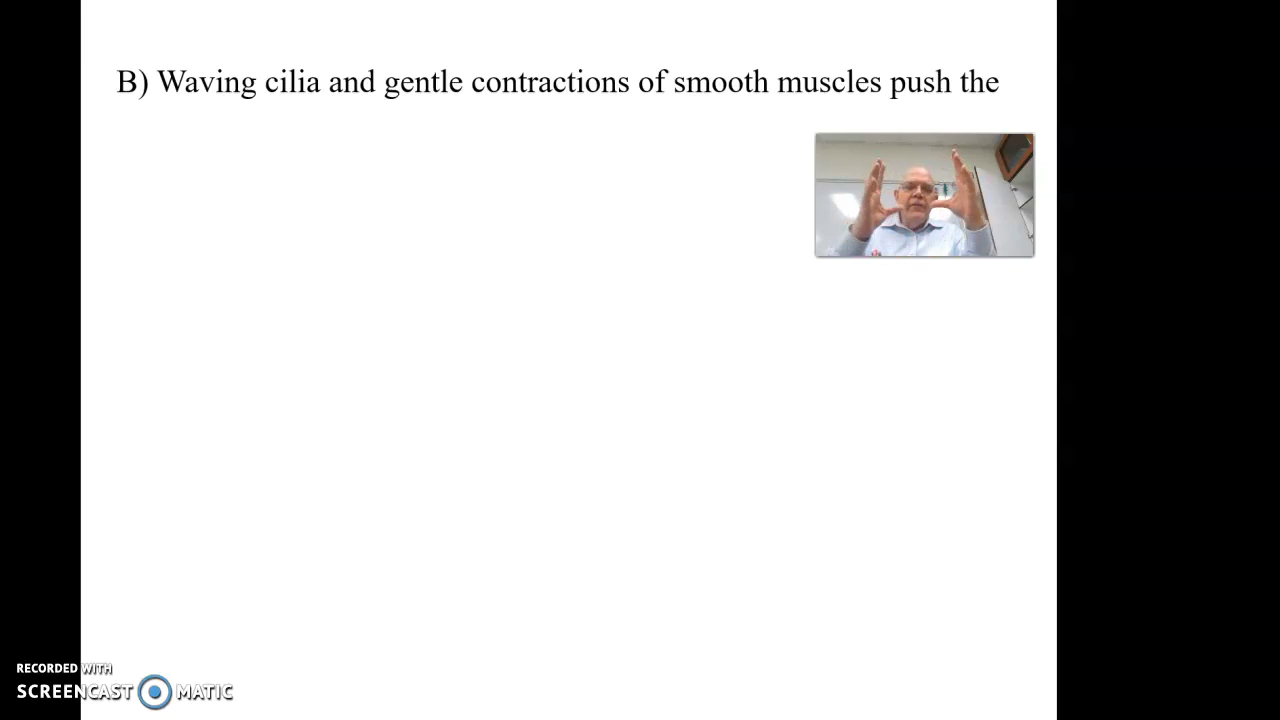 B) Waving cilia and gentle contractions of smooth muscles push the
RECORDED WITH
SCREENCAST MATIC